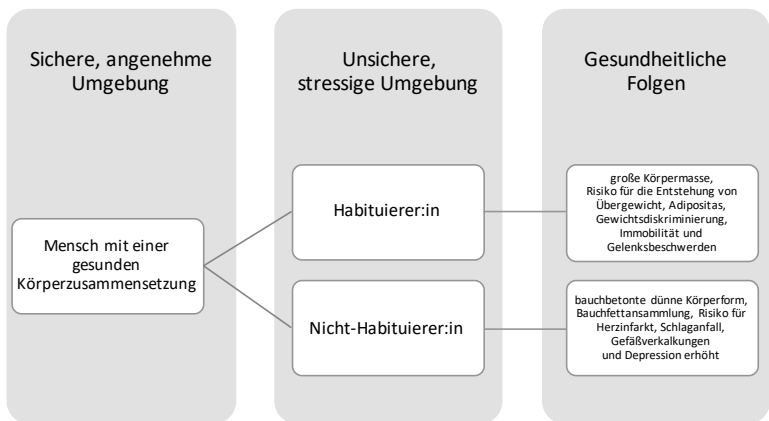 Sichere, angenehme
Umgebung
Unsichere,
stressige Umgebung
Gesundheitliche
Folgen
Mensch mit einer
gesunden
Körperzusammensetzung
Habituierer:in
große Körpermasse,
Risiko für die Entstehung von
Übergewicht, Adipositas,
Gewichtsdiskriminierung,
Immobilität und
Gelenksbeschwerden
Nicht-Habituierer:in
bauchbetonte dünne Körperform,
Bauchfettansammlung, Risiko für
Herzinfarkt, Schlaganfall,
Gefäßverkalkungen
und Depression erhöht